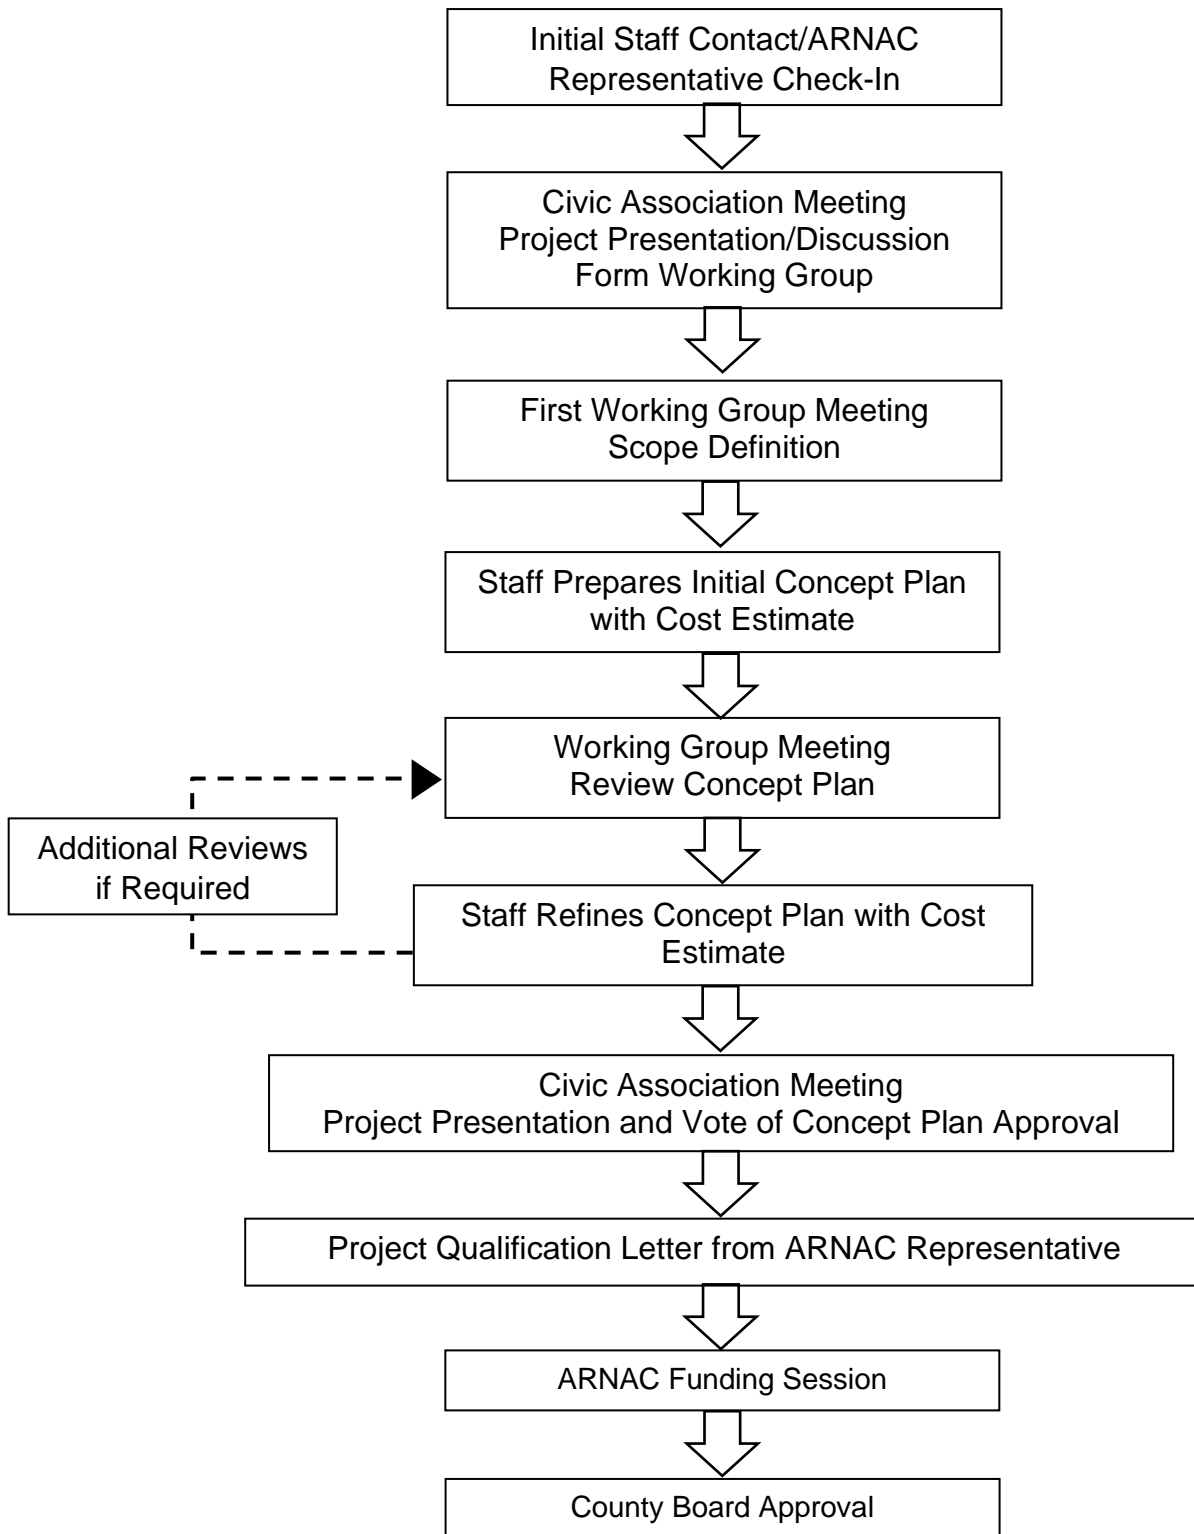 Initial Staff Contact/ARNAC
Representative Check-In
Civic Association Meeting
Project Presentation/Discussion
Form Working Group
First Working Group Meeting
Scope Definition
Staff Prepares Initial Concept Plan
with Cost Estimate
Working Group Meeting
Review Concept Plan
Additional Reviews
if Required
Staff Refines Concept Plan with Cost
Estimate
Civic Association Meeting
Project Presentation and Vote of Concept Plan Approval
Project Qualification Letter from ARNAC Representative
ARNAC Funding Session
County Board Approval